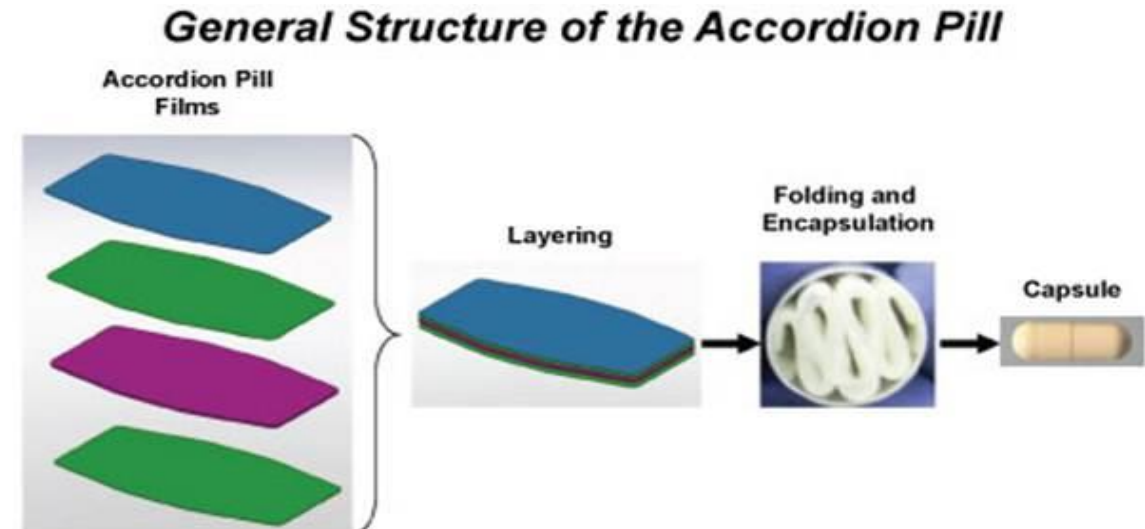 General Structure of the Accordion Pill
Accordion Pill
Films
Layering
Folding and
Encapsulation
Capsule